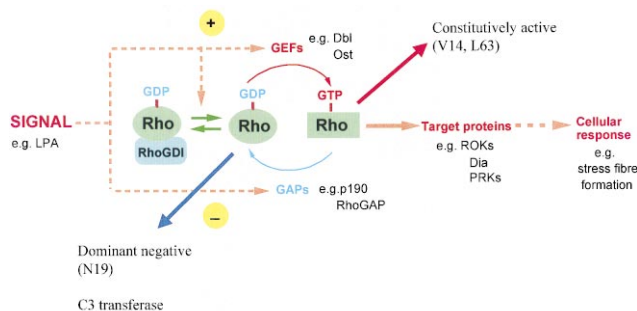 Constitutively active
(V14, L63)
+
GEFs
e.g. Dbl
Ost
GDP
GDP
GTP
SIGNAL
e.g. LPA
Rho
RhoGDI
Rho
Rho
Target proteins
e.g. ROKs
Dia
PRKs
Cellular
response
e.g.
stress fibre
formation
GAPs
e.g.p190
RhoGAP
–
Dominant negative
(N19)
C3 transferase